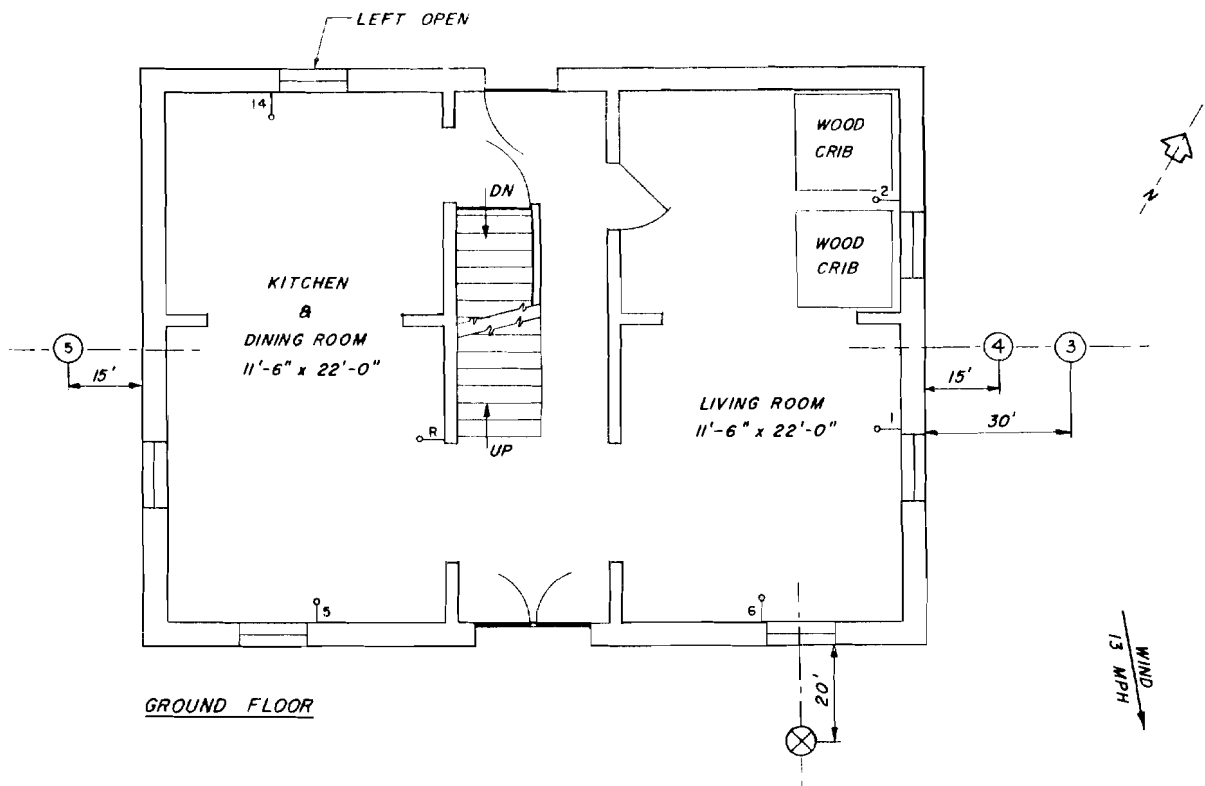 LEFT OPEN
14
WOOD
CRIB
2
N
DN
WOOD
CRIB
KITCHEN
&
DINING ROOM
11'-6" x 22'-0"
5
15'
4
3
15'
30'
LIVING ROOM
11'-6" x 22'-0"
1
R
UP
5
6
20'
WIND
13 MPH
GROUND FLOOR